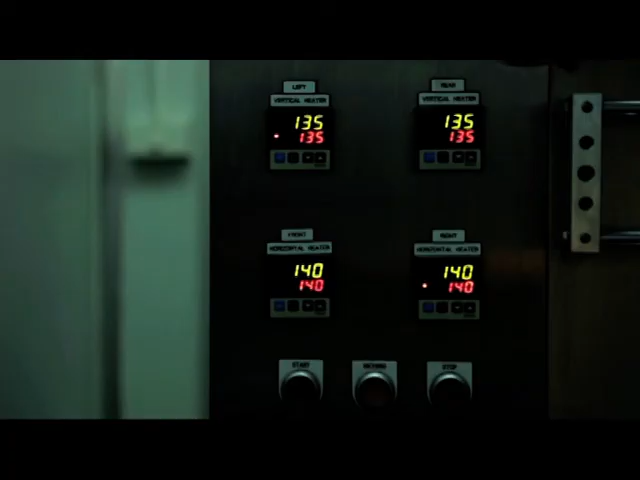 LEFT
VERTICAL HEATER
135
135
REAR
VERTICAL HEATER
135
135
FRONT
HORIZONTAL HEATER
140
140
RIGHT
HORIZONTAL HEATER
140
140
START
STOP